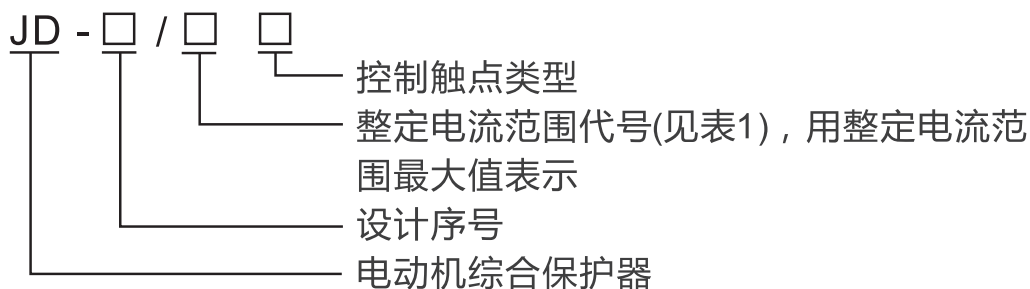 JD - □ / □ □
控制触点类型
整定电流范围代号(见表1)，用整定电流范
围最大值表示
设计序号
电动机综合保护器